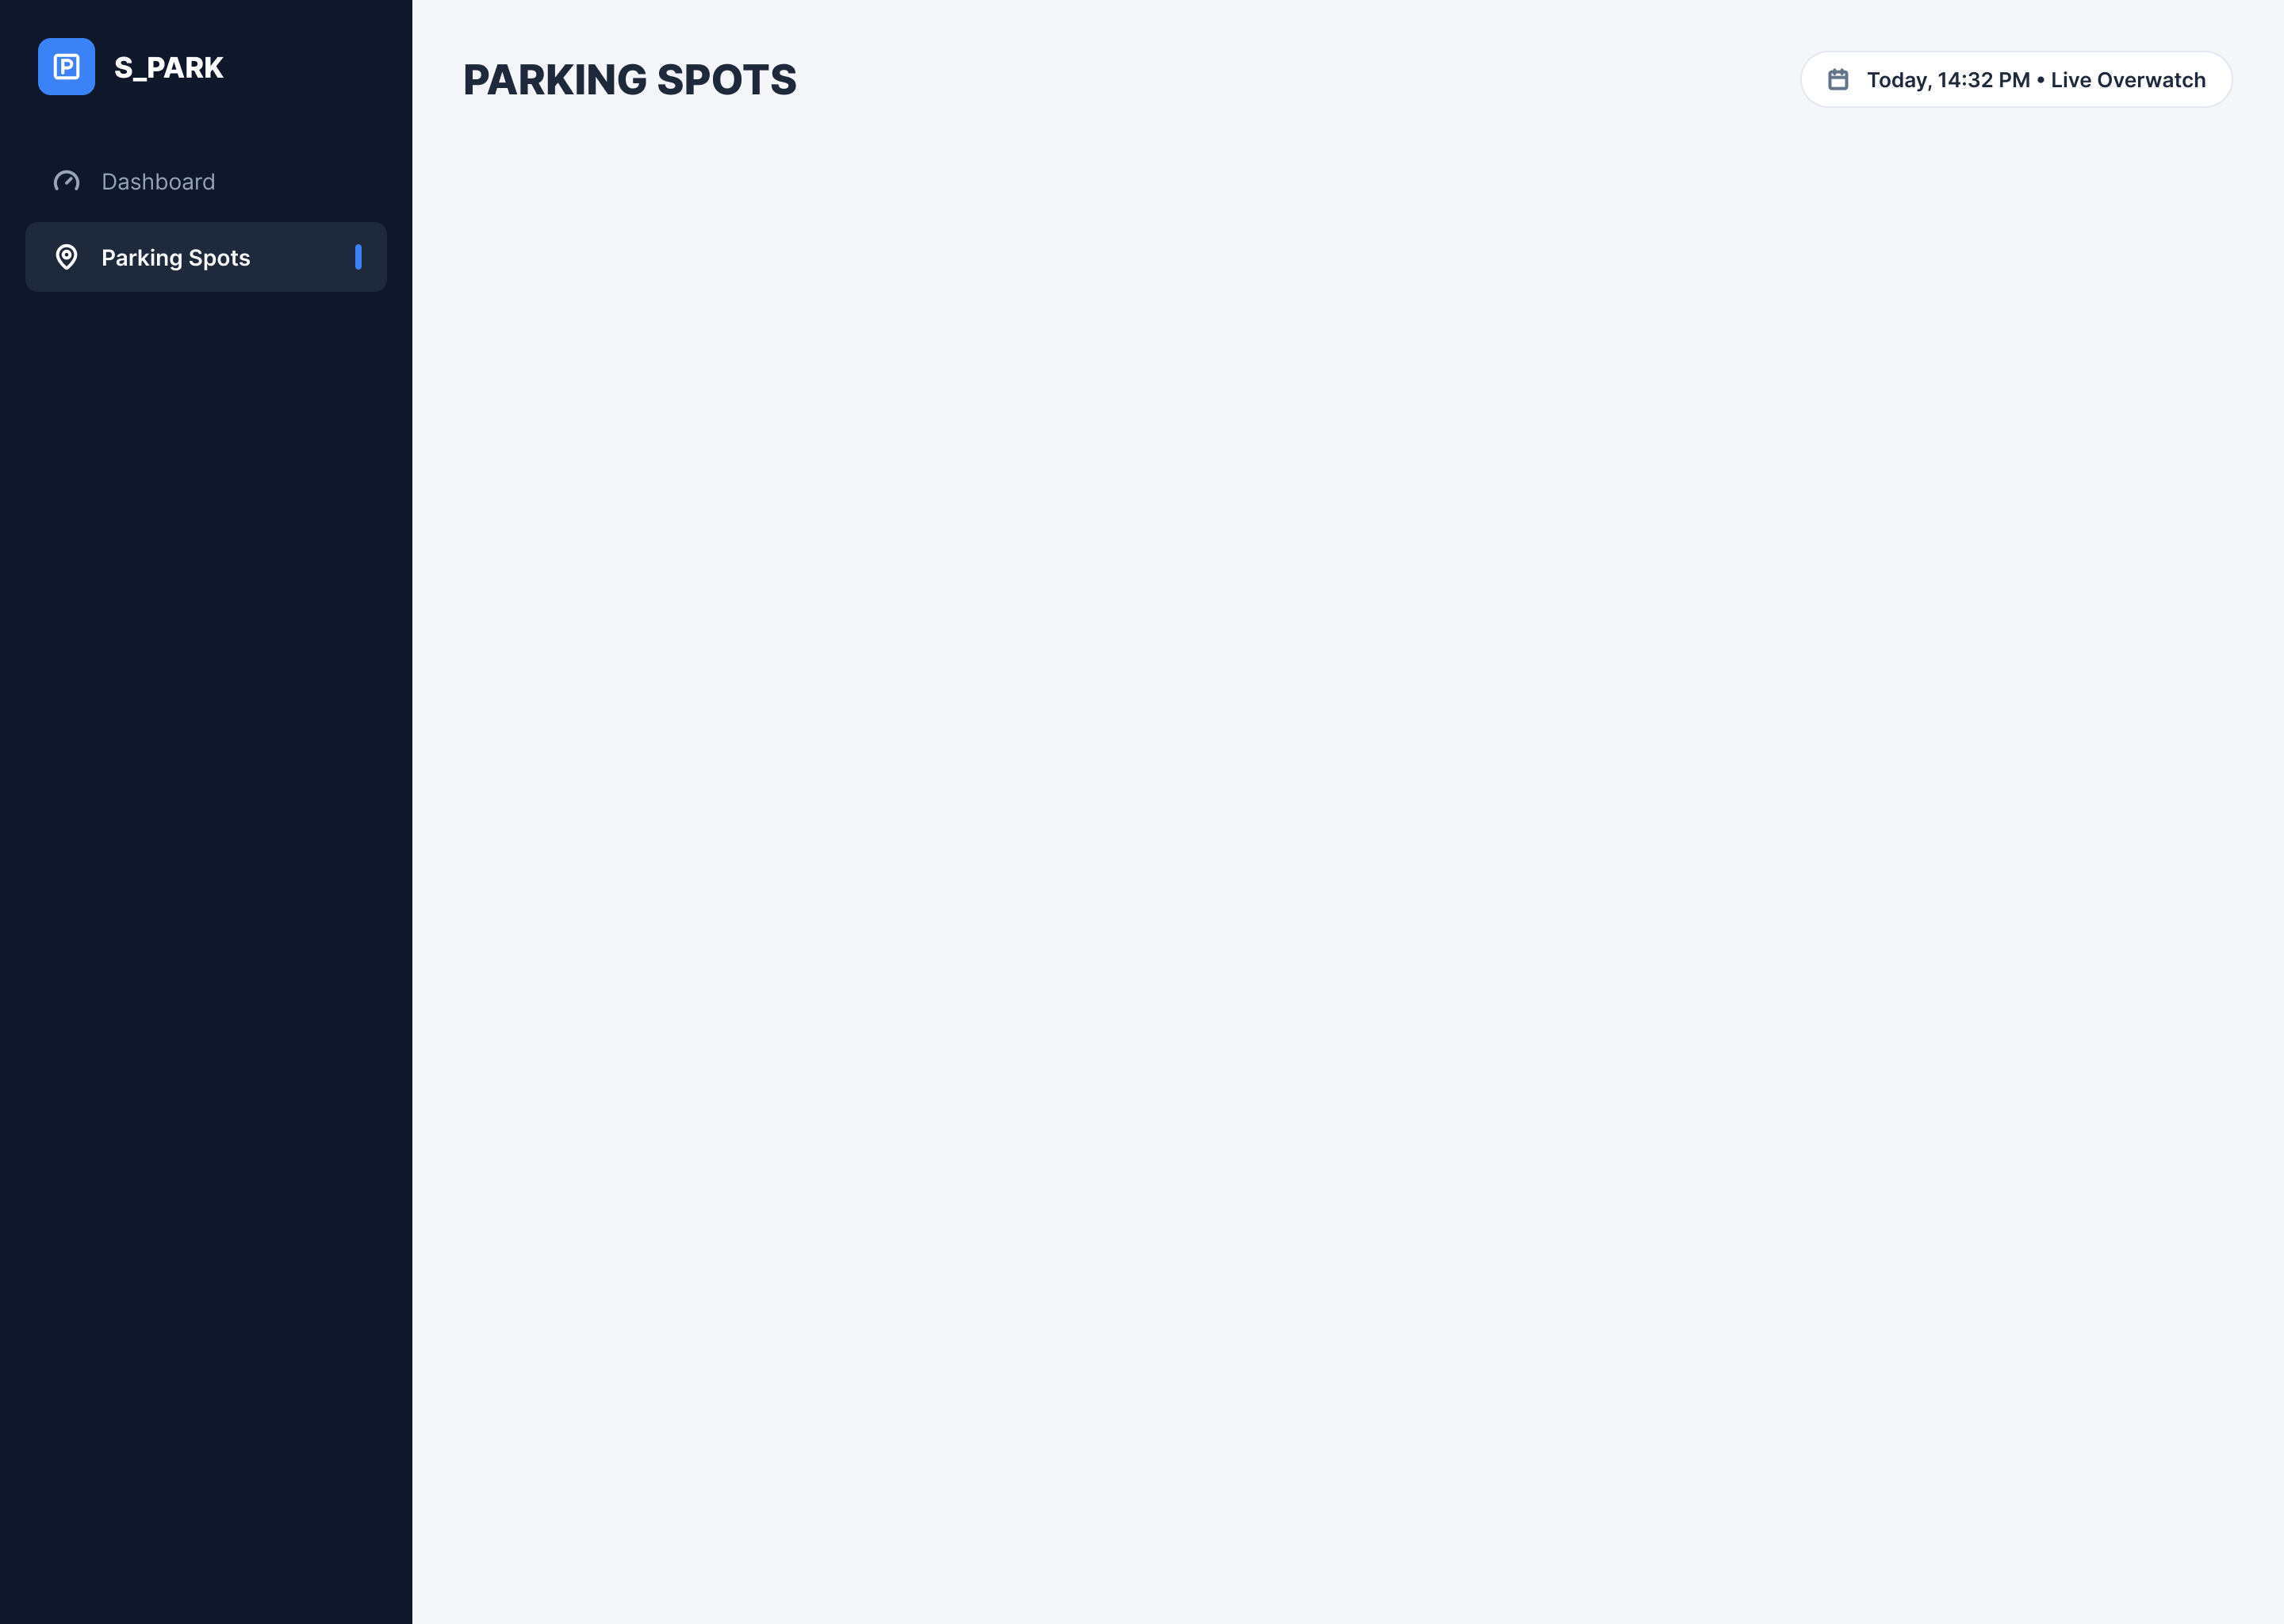 S_PARK
Dashboard
Parking Spots
PARKING SPOTS
Today, 14:32 PM • Live Overwatch